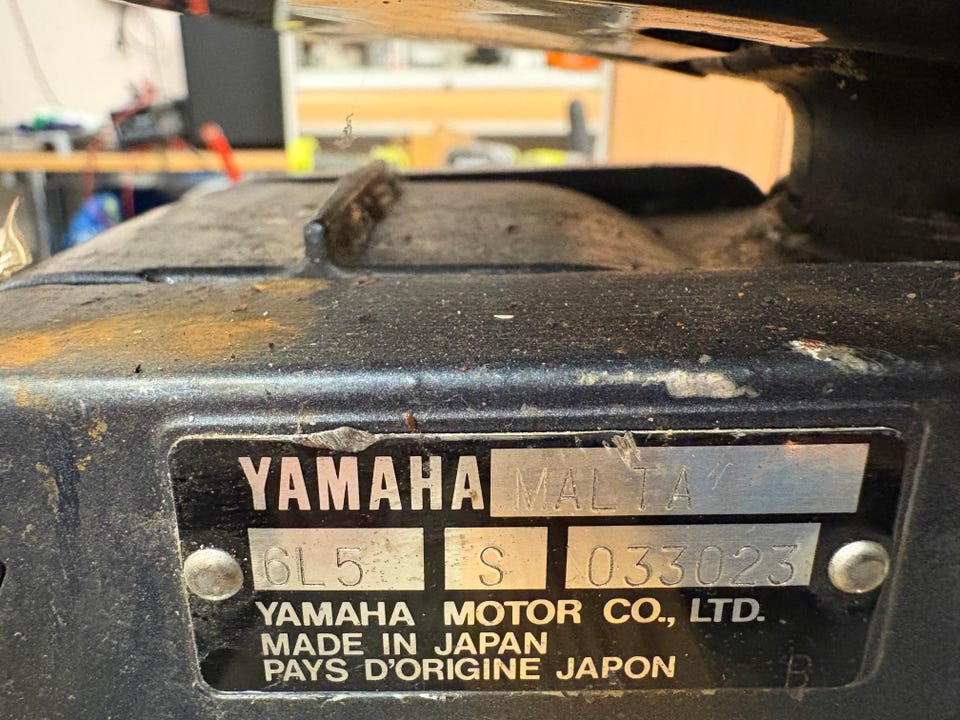 YAMAHA MALTA
6L5 S 033023
YAMAHA MOTOR CO., LTD.
MADE IN JAPAN
PAYS D'ORIGINE JAPON
B